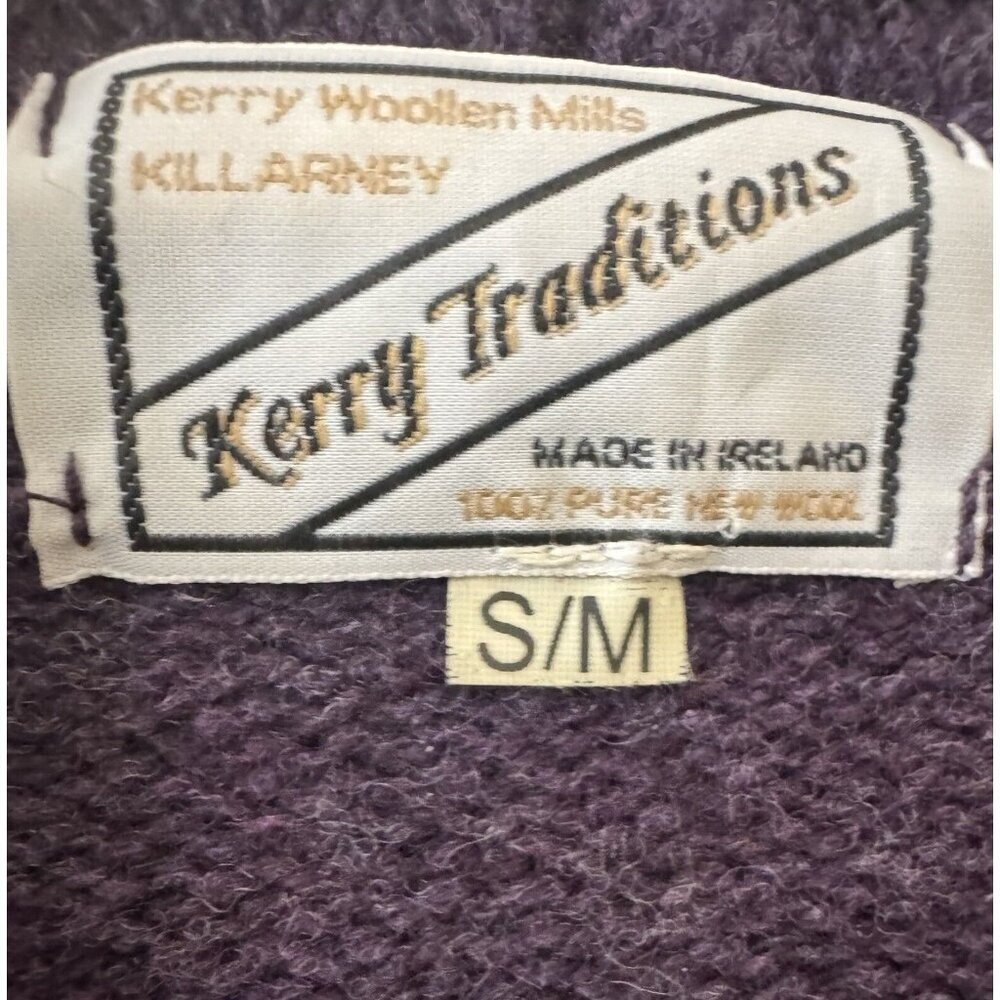 Kerry Woollen Mills
KILLARNEY
Kerry Traditions
MADE IN IRELAND
100% PURE NEW WOOL
S/M